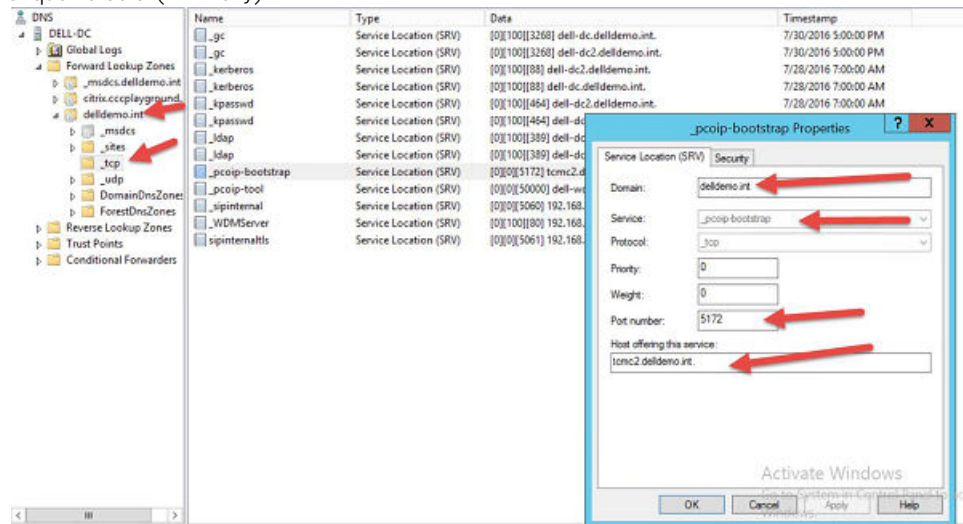 DNS
DELL-DC
Global Logs
Forward Lookup Zones
_msdcs.delldemo.int
citrix.cccplayground
delldemo.int
_msdcs
_sites
_tcp
_udp
DomainDnsZones
ForestDnsZones
Reverse Lookup Zones
Trust Points
Conditional Forwarders
Name Type Data Timestamp
_gc Service Location (SRV) [0][100][3268] dell-dc.delldemo.int. 7/30/2016 5:00:00 PM
_gc Service Location (SRV) [0][100][3268] dell-dc2.delldemo.int. 7/30/2016 5:00:00 PM
_kerberos Service Location (SRV) [0][100][88] dell-dc2.delldemo.int. 7/28/2016 7:00:00 AM
_kerberos Service Location (SRV) [0][100][88] dell-dc.delldemo.int. 7/28/2016 7:00:00 AM
_kpasswd Service Location (SRV) [0][100][464] dell-dc2.delldemo.int. 7/28/2016 7:00:00 AM
_kpasswd Service Location (SRV) [0][100][464] dell-dc
_ldap Service Location (SRV) [0][100][389] dell-dc
_ldap Service Location (SRV) [0][100][389] dell-dc
_pcoip-bootstrap Service Location (SRV) [0][0][5172] tcmc2.d
_pcoip-tool Service Location (SRV) [0][0][50000] dell-wd
_sipinternal Service Location (SRV) [0][0][5060] 192.168.
_WDMServer Service Location (SRV) [0][100][80] 192.168.
sipinternaltls Service Location (SRV) [0][0][5061] 192.168.
_pcoip-bootstrap Properties ? X
Service Location (SRV) Security
Domain: delldemo.int
Service: _pcoip-bootstrap
Protocol: _tcp
Priority: 0
Weight: 0
Port number: 5172
Host offering this service:
tcmc2.delldemo.int.
Activate Windows
Go to System in Control Panel to
Windows.
OK Cancel Apply Help